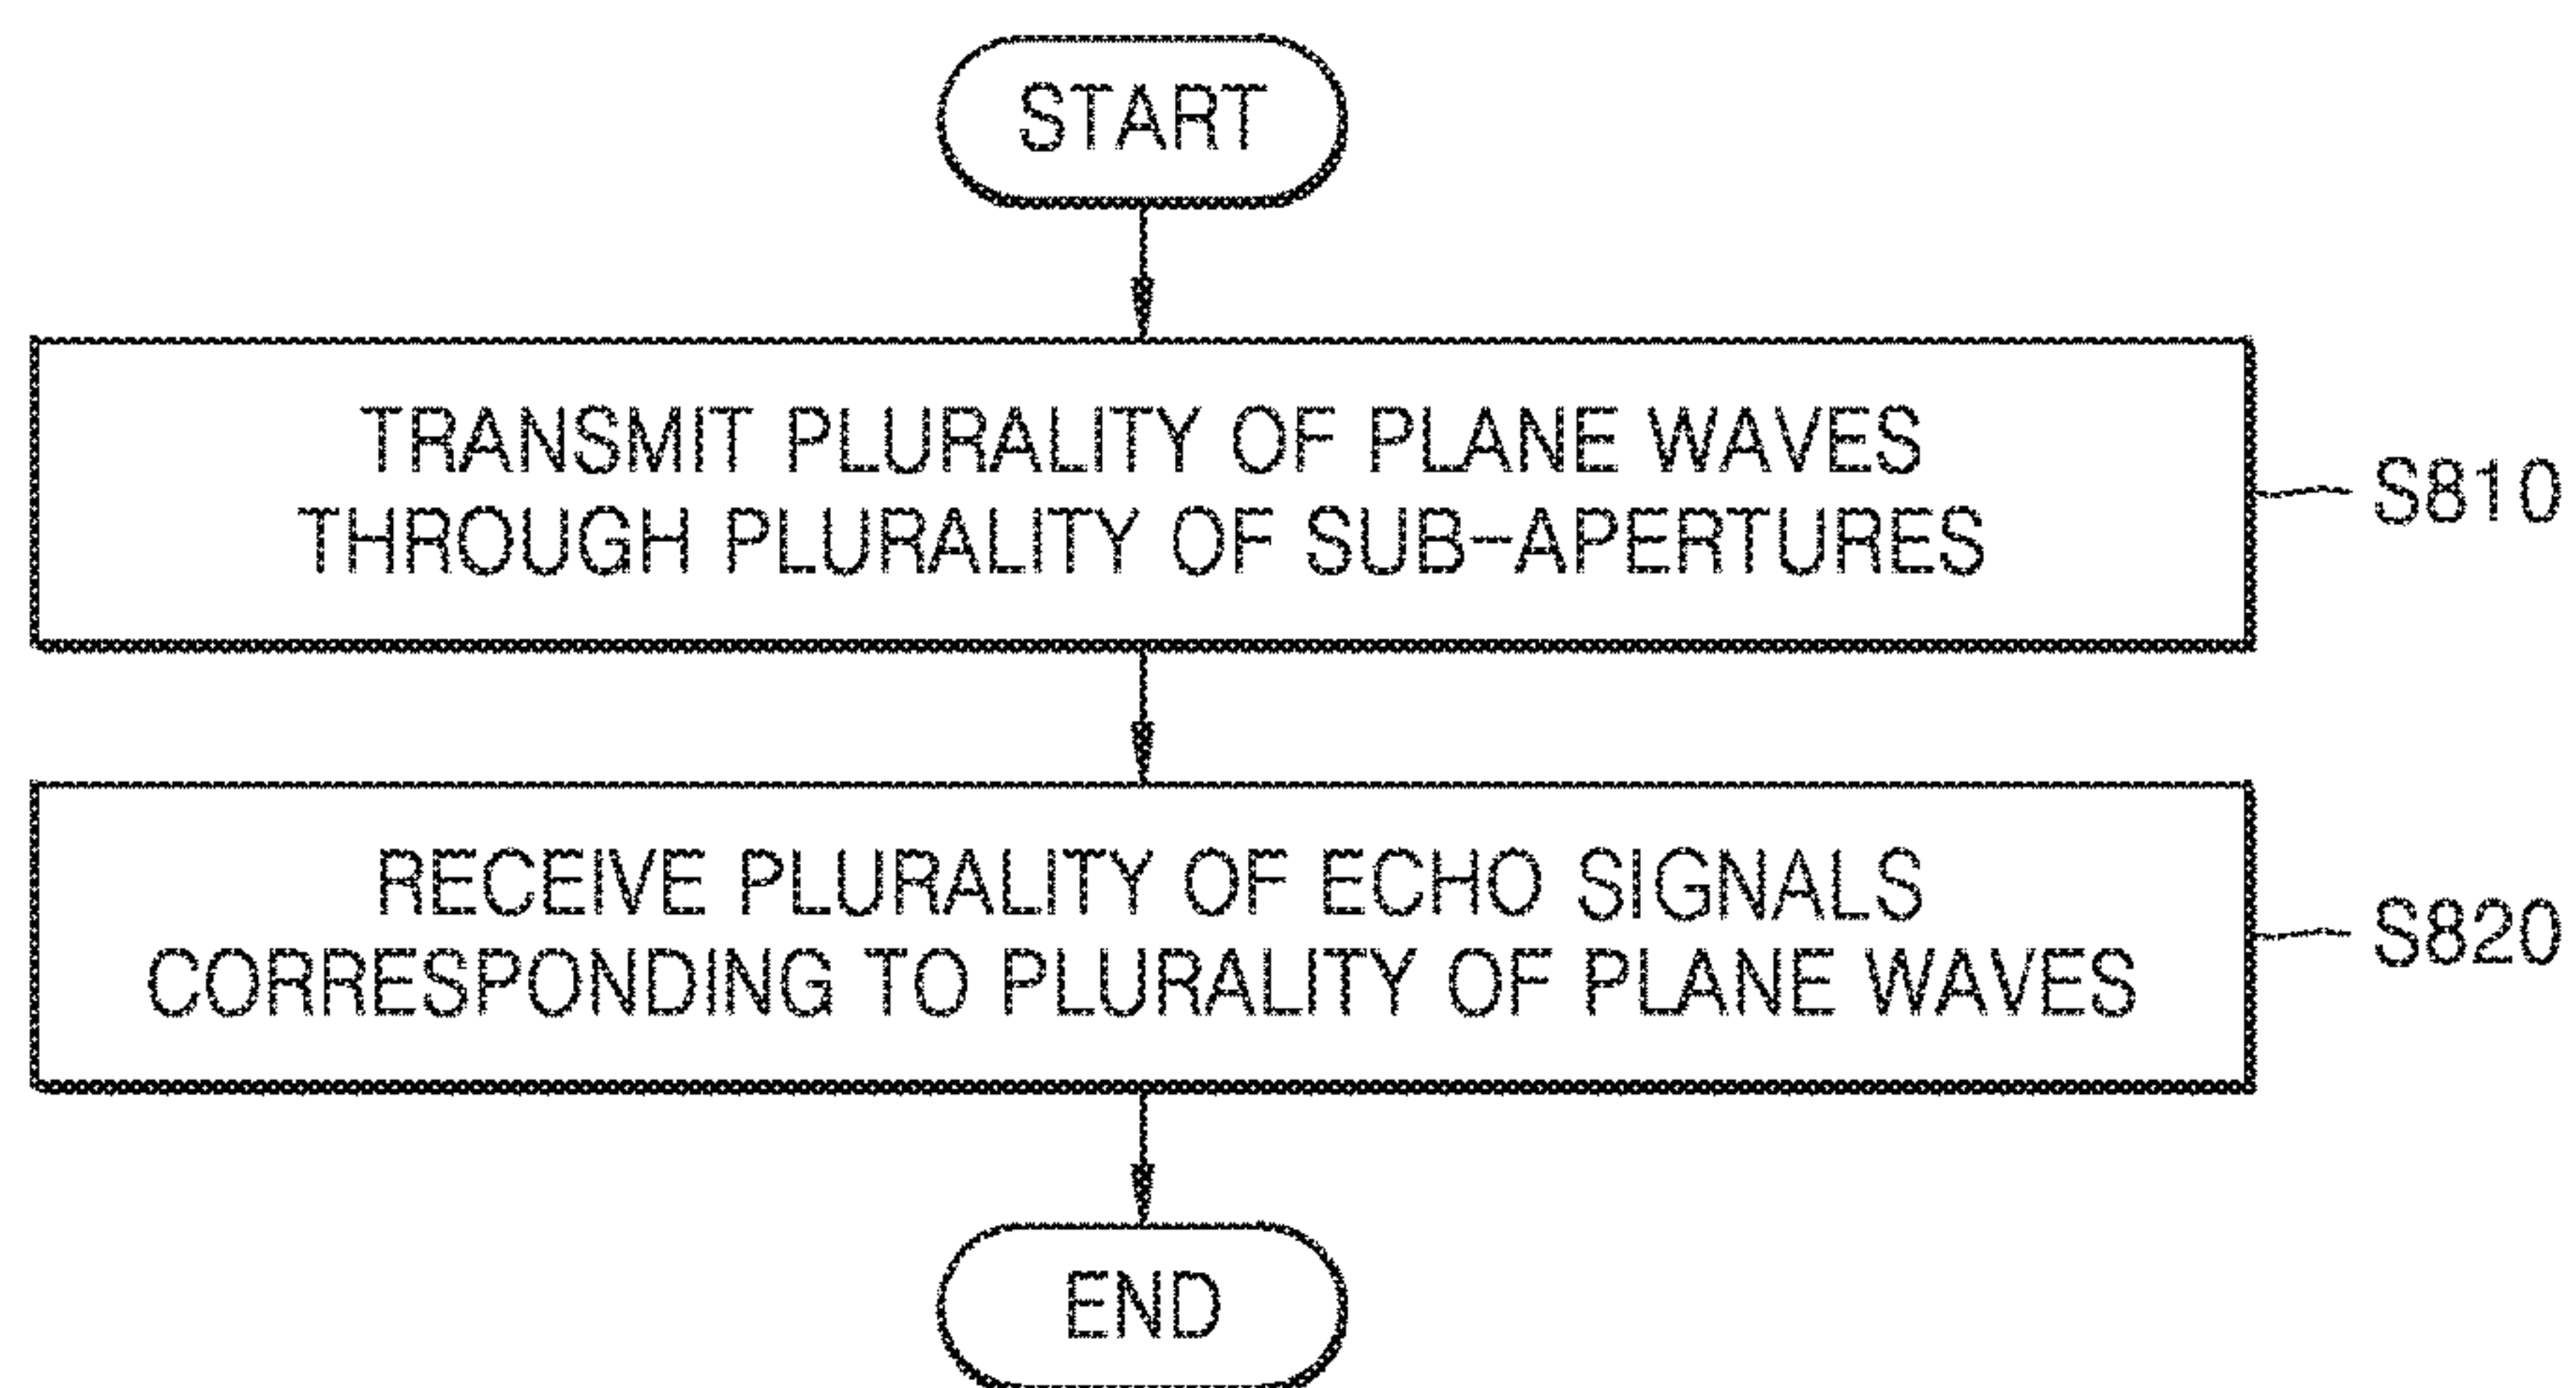 START
TRANSMIT PLURALITY OF PLANE WAVES
THROUGH PLURALITY OF SUB-APERTURES
S810
RECEIVE PLURALITY OF ECHO SIGNALS
CORRESPONDING TO PLURALITY OF PLANE WAVES
S820
END